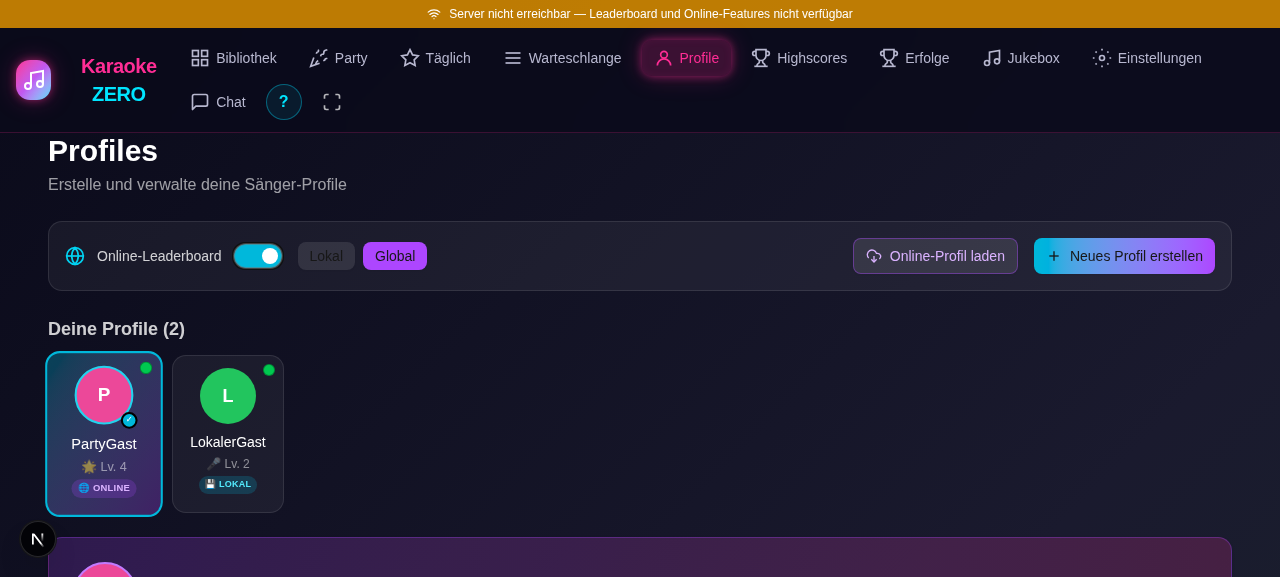 Server nicht erreichbar — Leaderboard und Online-Features nicht verfügbar
Karaoke
ZERO
Bibliothek
Party
Täglich
Warteschlange
Profile
Highscores
Erfolge
Jukebox
Einstellungen
Chat
?
Profiles
Erstelle und verwalte deine Sänger-Profile
Online-Leaderboard
Lokal
Global
Online-Profil laden
+ Neues Profil erstellen
Deine Profile (2)
P
L
PartyGast
LokalerGast
Lv. 4
Lv. 2
ONLINE
LOKAL
N